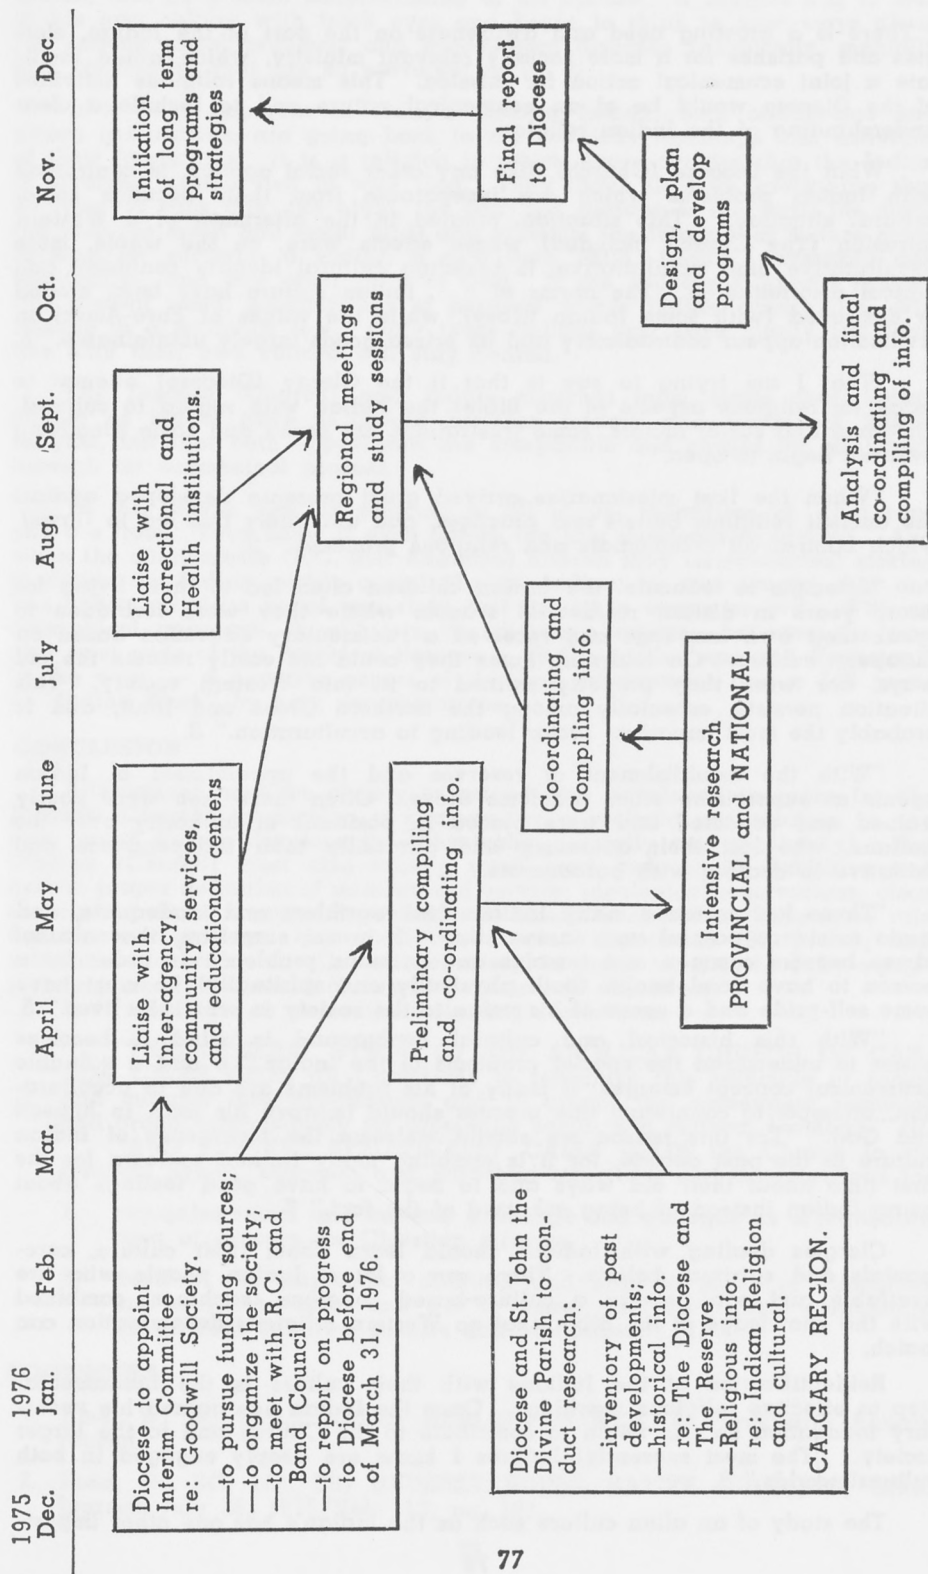 1975 1976
Dec. Jan. Feb. Mar. April May June July Aug. Sept. Oct. Nov. Dec.
Diocese to appoint
Interim Committee
re. Goodwill Society.
—to pursue funding sources;
—to organize the society;
—to meet with R.C. and
Band Council
—to report on progress
to Diocese before end
of March 31, 1976.
Liaise with
inter-agency,
community services,
and educational centers
Liaise with
correctional and
Health institutions.
Initiation
of long term
programs and
strategies
Preliminary compiling
and co-ordinating info.
Regional meetings
and study sessions
Final report
to Diocese
Co-ordinating and
Compiling info.
Design, plan
and develop
programs
Diocese and St. John the
Divine Parish to con-
duct research:
—inventory of past
developments;
—historical info.
re: The Diocese and
The Reserve
—Religious info.
re: Indian Religion
and cultural.
CALGARY REGION.
Intensive research
PROVINCIAL and NATIONAL
Analysis and final
co-ordinating and
compiling of info.
77